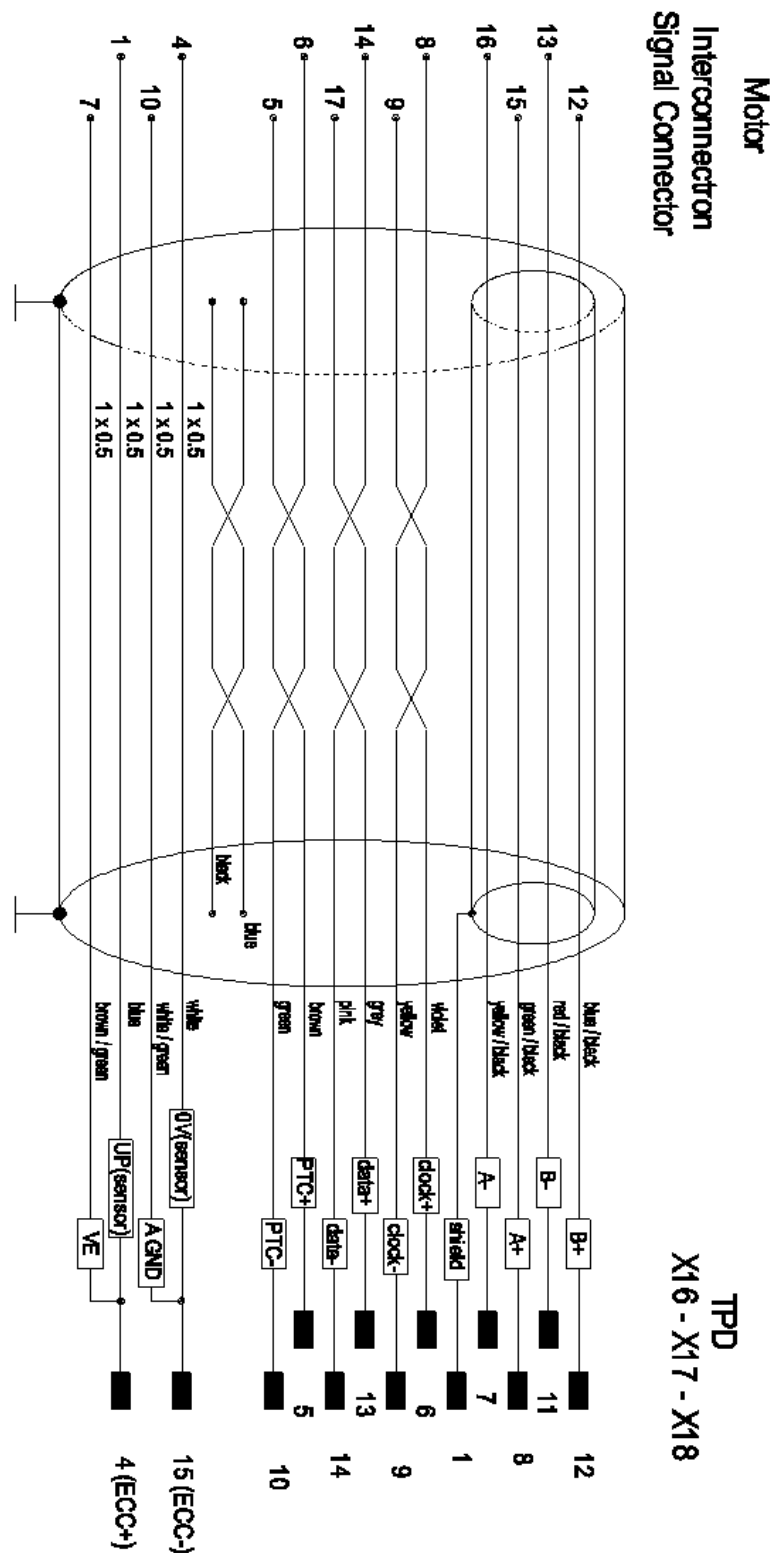 Motor
Interconnectron
Signal Connector
12
15
13
16
8
9
14
17
6
5
4
10
1
7
1 x 0.5
1 x 0.5
1 x 0.5
1 x 0.5
black
blue
blue / black
red / black
green / black
yellow / black
violet
yellow
gray
pink
brown
green
white
white / green
blue
brown / green
B+
B-
A+
A-
shield
clock+
clock-
data+
data-
PTC+
PTC-
0V(sensor)
A GND
UP(sensor)
VE
TPD
X16 - X17 - X18
12
11
8
7
1
6
9
13
14
5
10
15 (ECC-)
4 (ECC+)